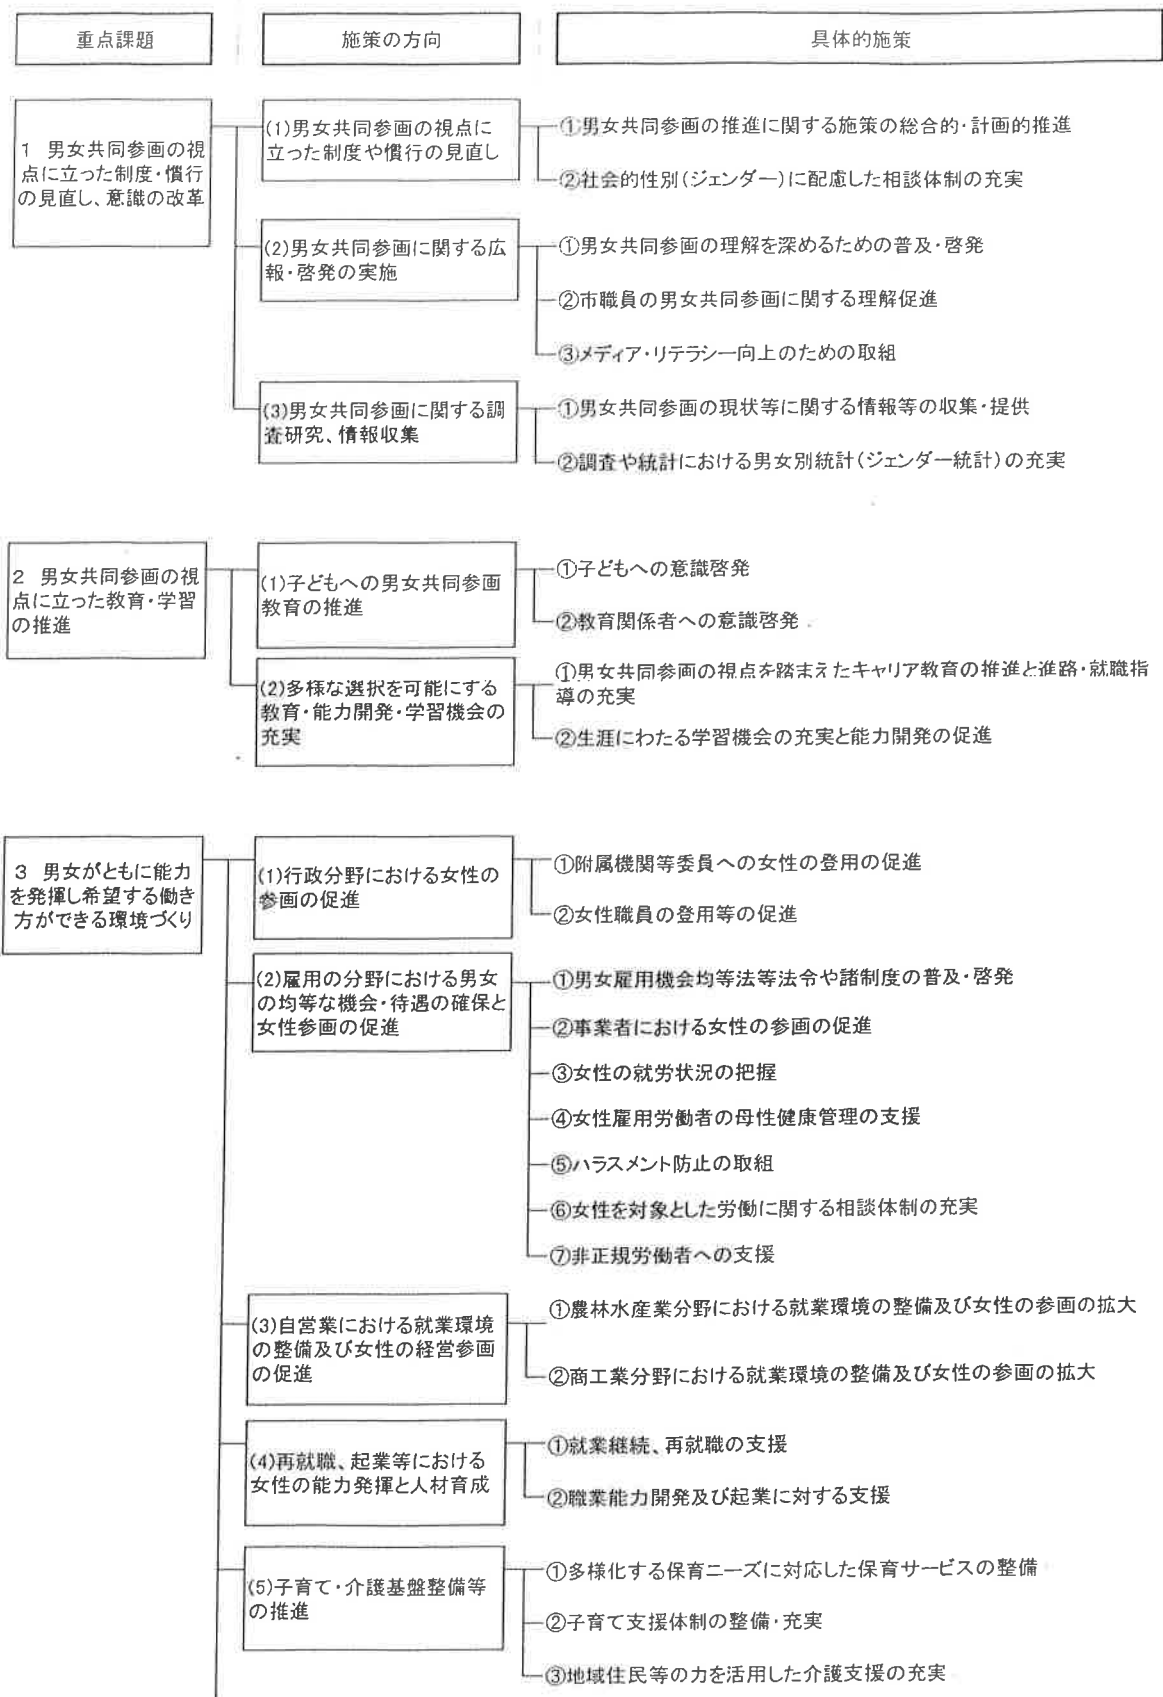 重点課題
施策の方向
具体的施策
1 男女共同参画の視
点に立った制度・慣行
の見直し、意識の改革
(1)男女共同参画の視点に
立った制度や慣行の見直し
①男女共同参画の推進に関する施策の総合的・計画的推進
②社会的性別(ジェンダー)に配慮した相談体制の充実
(2)男女共同参画に関する広
報・啓発の実施
①男女共同参画の理解を深めるための普及・啓発
②市職員の男女共同参画に関する理解促進
③メディア・リテラシー向上のための取組
(3)男女共同参画に関する調
査研究、情報収集
①男女共同参画の現状等に関する情報等の収集・提供
②調査や統計における男女別統計(ジェンダー統計)の充実
2 男女共同参画の視
点に立った教育・学習
の推進
(1)子どもへの男女共同参画
教育の推進
①子どもへの意識啓発
②教育関係者への意識啓発
(2)多様な選択を可能にする
教育・能力開発・学習機会の
充実
①男女共同参画の視点を踏まえたキャリア教育の推進と進路・就職指
導の充実
②生涯にわたる学習機会の充実と能力開発の促進
3 男女がともに能力
を発揮し希望する働き
方ができる環境づくり
(1)行政分野における女性の
参画の促進
①附属機関等委員への女性の登用の促進
②女性職員の登用等の促進
(2)雇用の分野における男女
の均等な機会・待遇の確保と
女性参画の促進
①男女雇用機会均等法等法令や諸制度の普及・啓発
②事業者における女性の参画の促進
③女性の就労状況の把握
④女性雇用労働者の母性健康管理の支援
⑤ハラスメント防止の取組
⑥女性を対象とした労働に関する相談体制の充実
⑦非正規労働者への支援
(3)自営業における就業環境
の整備及び女性の経営参画
の促進
①農林水産業分野における就業環境の整備及び女性の参画の拡大
②商工業分野における就業環境の整備及び女性の参画の拡大
(4)再就職、起業等における
女性の能力発揮と人材育成
①就業継続、再就職の支援
②職業能力開発及び起業に対する支援
(5)子育て・介護基盤整備等
の推進
①多様化する保育ニーズに対応した保育サービスの整備
②子育て支援体制の整備・充実
③地域住民等の力を活用した介護支援の充実